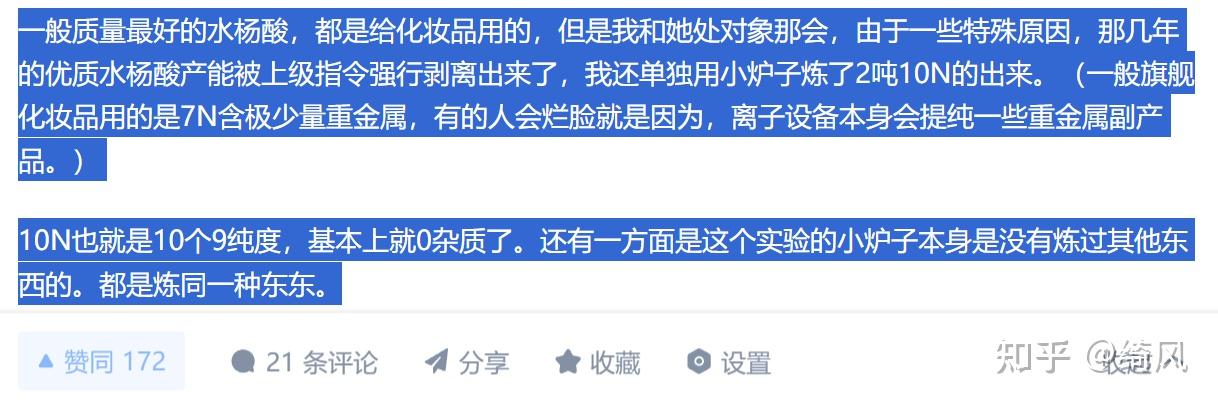 一般质量最好的水杨酸，都是给化妆品用的，但是我和她处对象那会，由于一些特殊原因，那几年
的优质水杨酸产能被上级指令强行剥离出来了，我还单独用小炉子炼了2吨10N的出来。（一般旗舰
化妆品用的是7N含极少量重金属，有的人会烂脸就是因为，离子设备本身会提纯一些重金属副产
品。）
10N也就是10个9纯度，基本上就0杂质了。还有一方面是这个实验的小炉子本身是没有炼过其他东
西的。都是炼同一种东东。
赞同 172 21 条评论 分享 收藏 设置 收起
知乎 @绮风